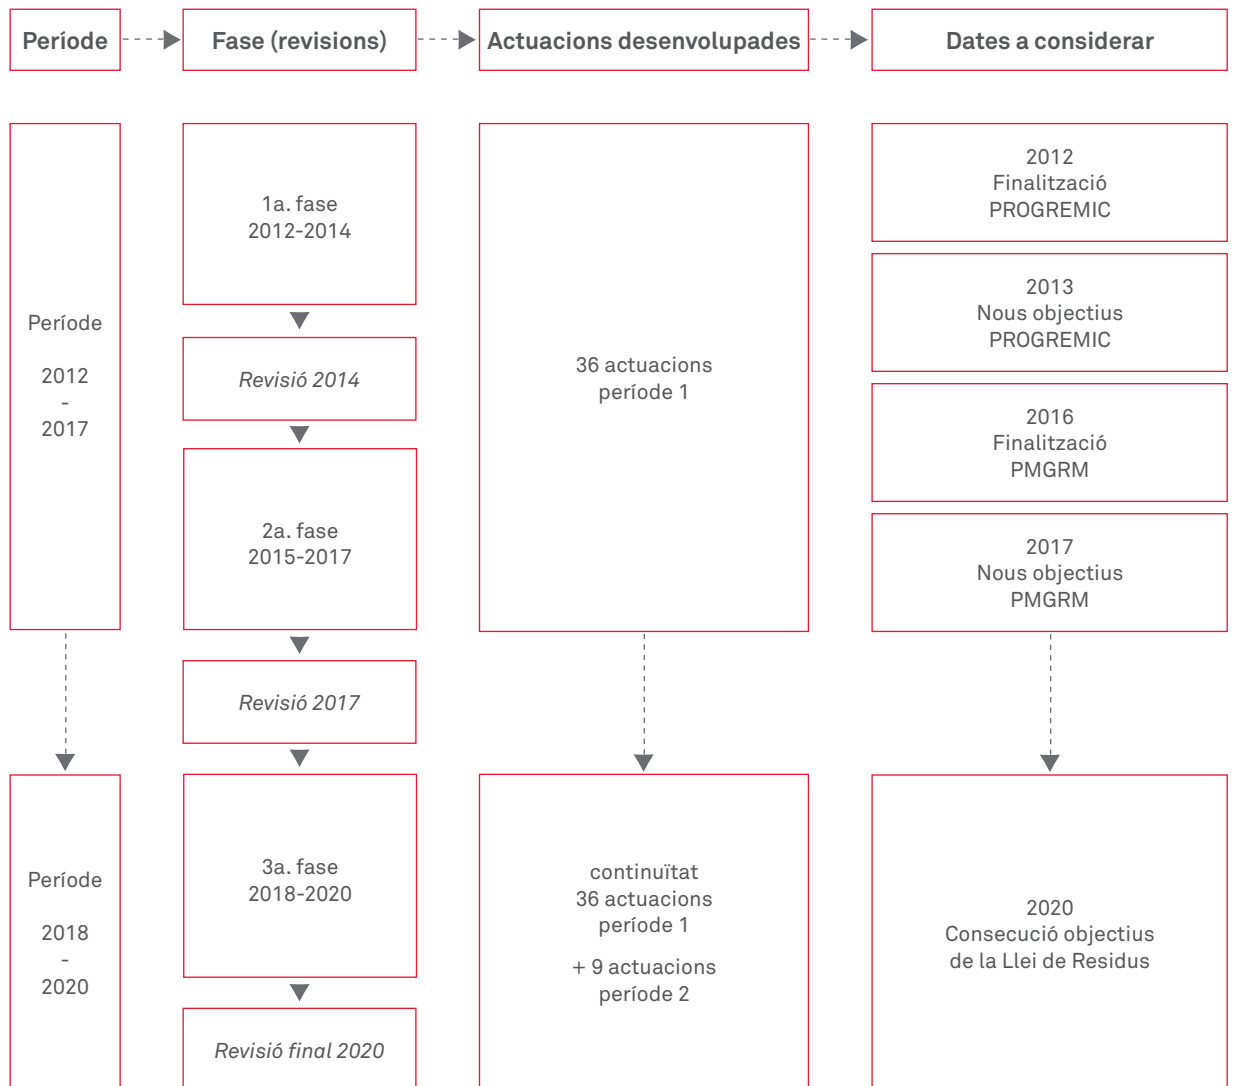 Període
Fase (revisions)
Actuacions desenvolupades
Dates a considerar
Període
2012
-
2017
1a. fase
2012-2014
Revisió 2014
2a. fase
2015-2017
Revisió 2017
36 actuacions
període 1
2012
Finalització
PROGREMIC
2013
Nous objectius
PROGREMIC
2016
Finalització
PMGRM
2017
Nous objectius
PMGRM
Període
2018
-
2020
3a. fase
2018-2020
Revisió final 2020
continuïtat
36 actuacions
període 1
+ 9 actuacions
període 2
2020
Consecució objectius
de la Llei de Residus